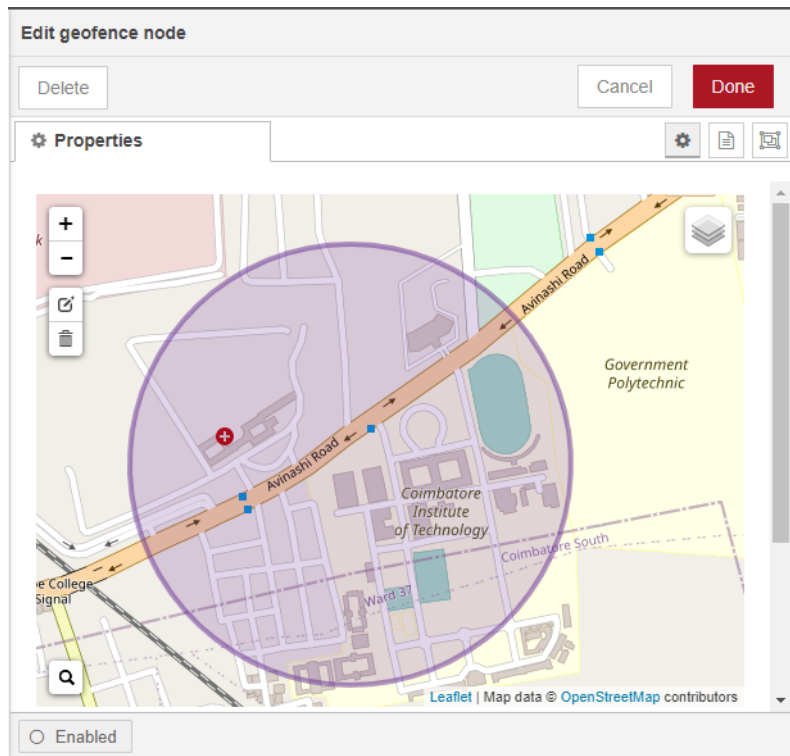 Edit geofence node
Delete
Cancel
Done
Properties
+
−
k
Avinashi Road
Government
Polytechnic
Avinashi Road
Coimbatore
Institute
of Technology
Coimbatore South
Ward 37
e College
Signal
Leaflet | Map data © OpenStreetMap contributors
Enabled